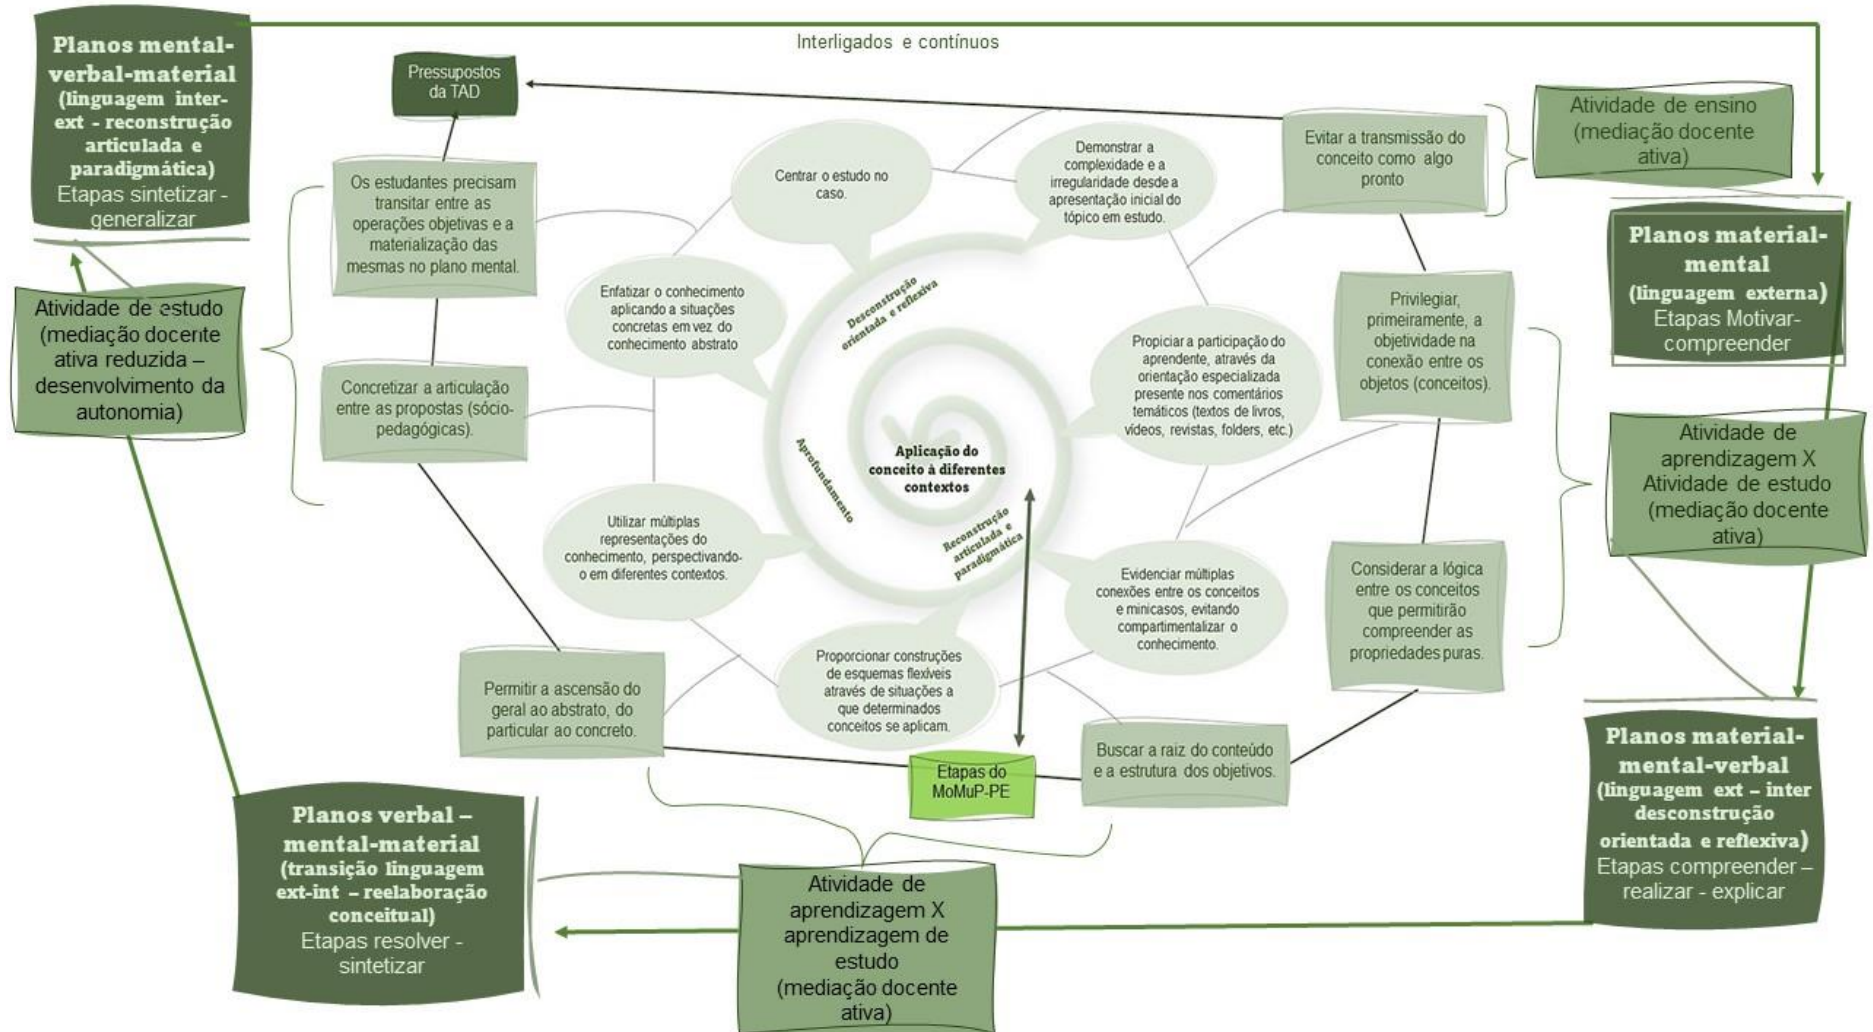 Planos mental-
verbal-material
(linguagem inter-
ext - reconstrução
articulada e
paradigmática)
Etapas sintetizar -
generalizar
Interligados e contínuos
Pressupostos
da TAD
Atividade de ensino
(mediação docente
ativa)
Evitar a transmissão do
conceito como algo
pronto
Demonstrar a
complexidade e a
irregularidade desde a
apresentação inicial do
tópico em estudo.
Centrar o estudo no
caso.
Os estudantes precisam
transitar entre as
operações objetivas e a
materialização das
mesmas no plano mental.
Planos material-
mental
(linguagem externa)
Etapas Motivar-
compreender
Atividade de estudo
(mediação docente
ativa reduzida –
desenvolvimento da
autonomia)
Enfatizar o conhecimento
aplicando a situações
concretas em vez do
conhecimento abstrato
Desconstrução
orientada e reflexiva
Privilegiar,
primeiramente, a
objetividade na
conexão entre os
objetos (conceitos).
Propiciar a participação do
aprendente, através da
orientação especializada
presente nos comentários
temáticos (textos de livros,
vídeos, revistas, folders, etc.)
Concretizar a articulação
entre as propostas (sócio-
pedagógicas).
Atividade de
aprendizagem X
Atividade de estudo
(mediação docente
ativa)
Aplicação do
conceito à diferentes
contextos
Aprofundamento
Reconstrução
articulada e
paradigmática
Utilizar múltiplas
representações do
conhecimento, perspectivando-
o em diferentes contextos.
Evidenciar múltiplas
conexões entre os conceitos
e minicasos, evitando
compartimentalizar o
conhecimento.
Considerar a lógica
entre os conceitos
que permitirão
compreender as
propriedades puras.
Proporcionar construções
de esquemas flexíveis
através de situações a
que determinados
conceitos se aplicam.
Permitir a ascensão do
geral ao abstrato, do
particular ao concreto.
Buscar a raiz do conteúdo
e a estrutura dos objetivos.
Etapas do
MoMuP-PE
Planos material-
mental-verbal
(linguagem ext – inter
desconstrução
orientada e reflexiva)
Etapas compreender –
realizar - explicar
Planos verbal –
mental-material
(transição linguagem
ext-int – reelaboração
conceitual)
Etapas resolver -
sintetizar
Atividade de
aprendizagem X
aprendizagem de
estudo
(mediação docente
ativa)